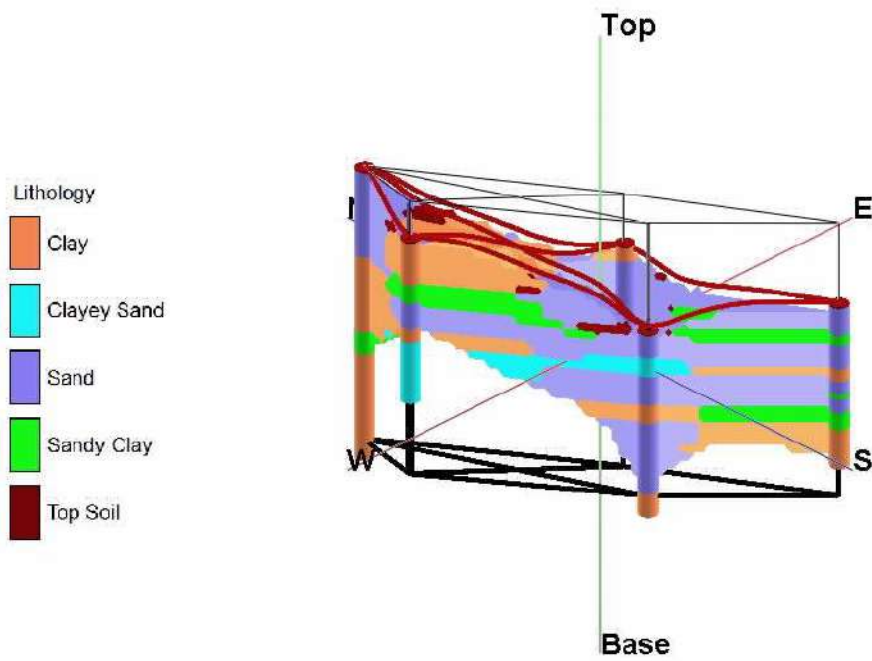 Top
Lithology
Clay
Clayey Sand
Sand
Sandy Clay
Top Soil
E
W
S
Base